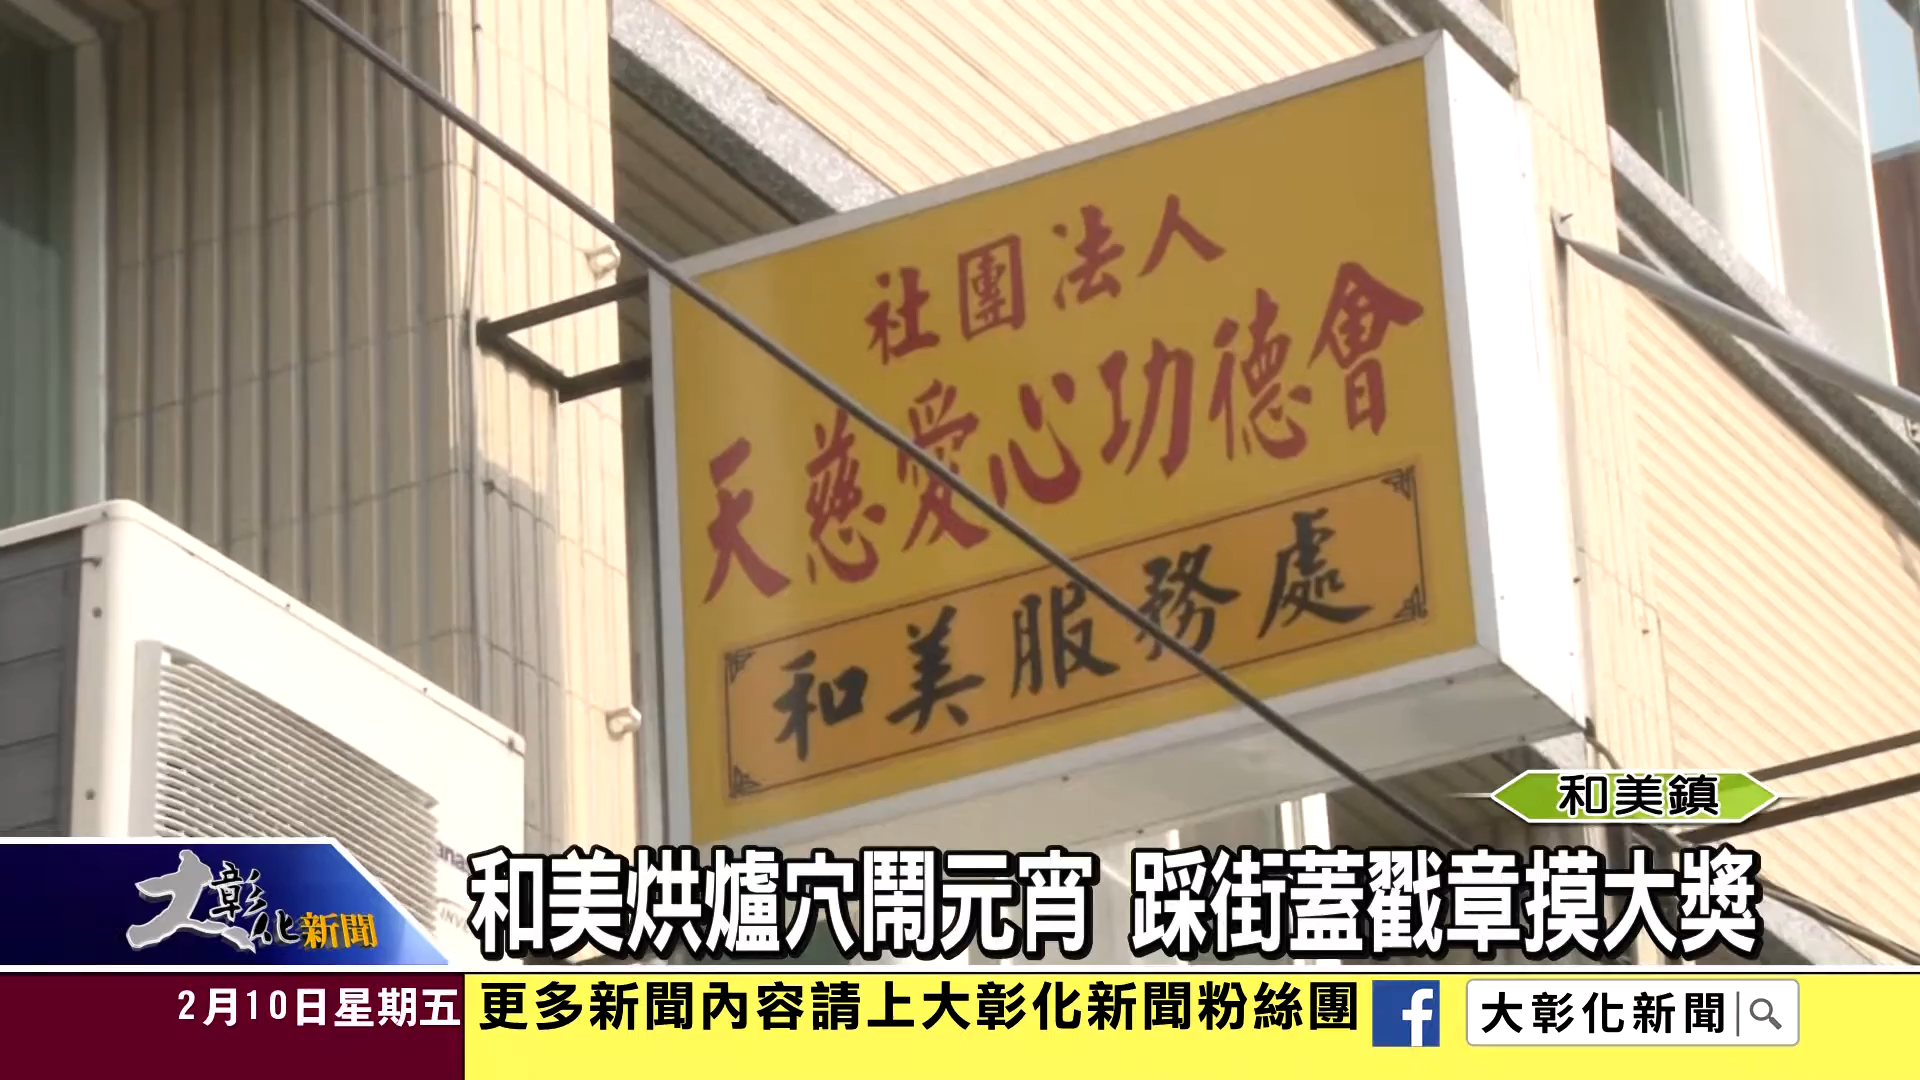 社團法人
天慈愛心功德會
和美服務處
和美鎮
大彰化新聞
和美烘爐穴鬧元宵 踩街蓋戳章摸大獎
2月10日星期五
更多新聞內容請上大彰化新聞粉絲團
大彰化新聞